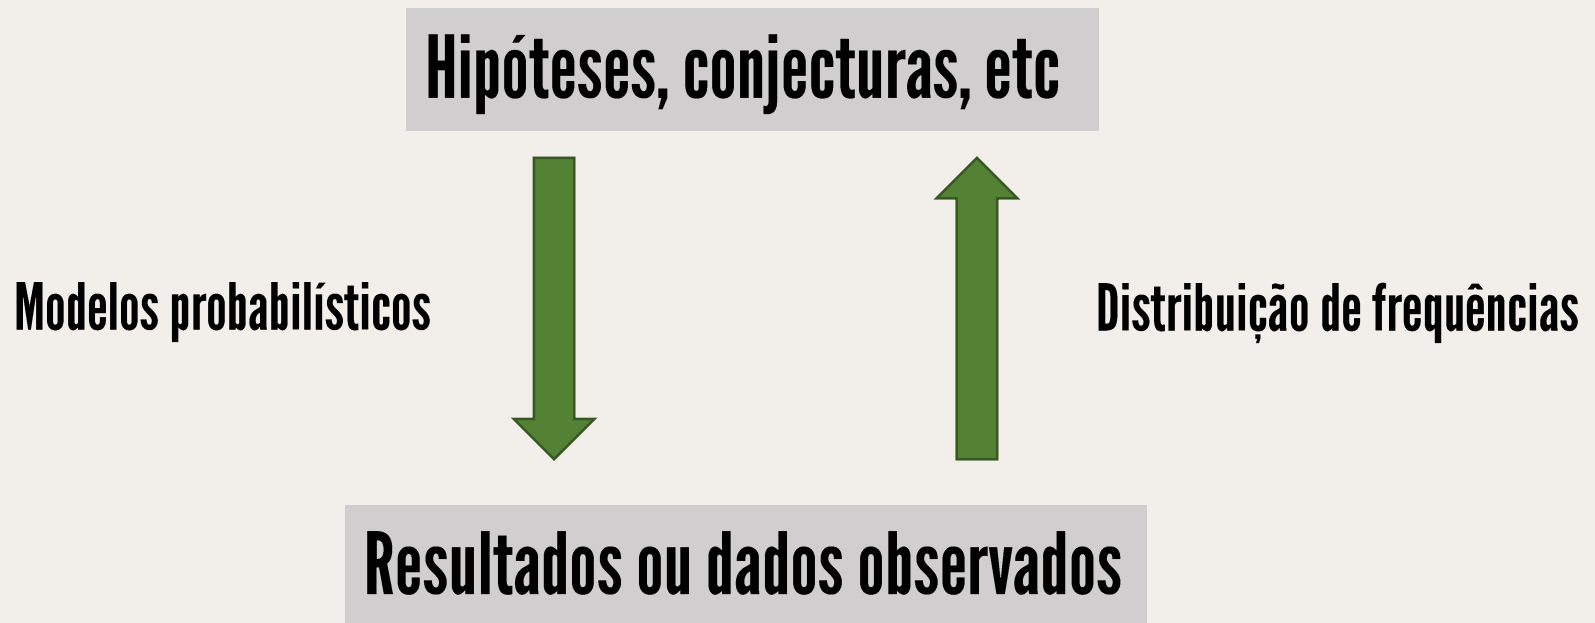 Hipóteses, conjecturas, etc
Modelos probabilísticos
Distribuição de frequências
Resultados ou dados observados